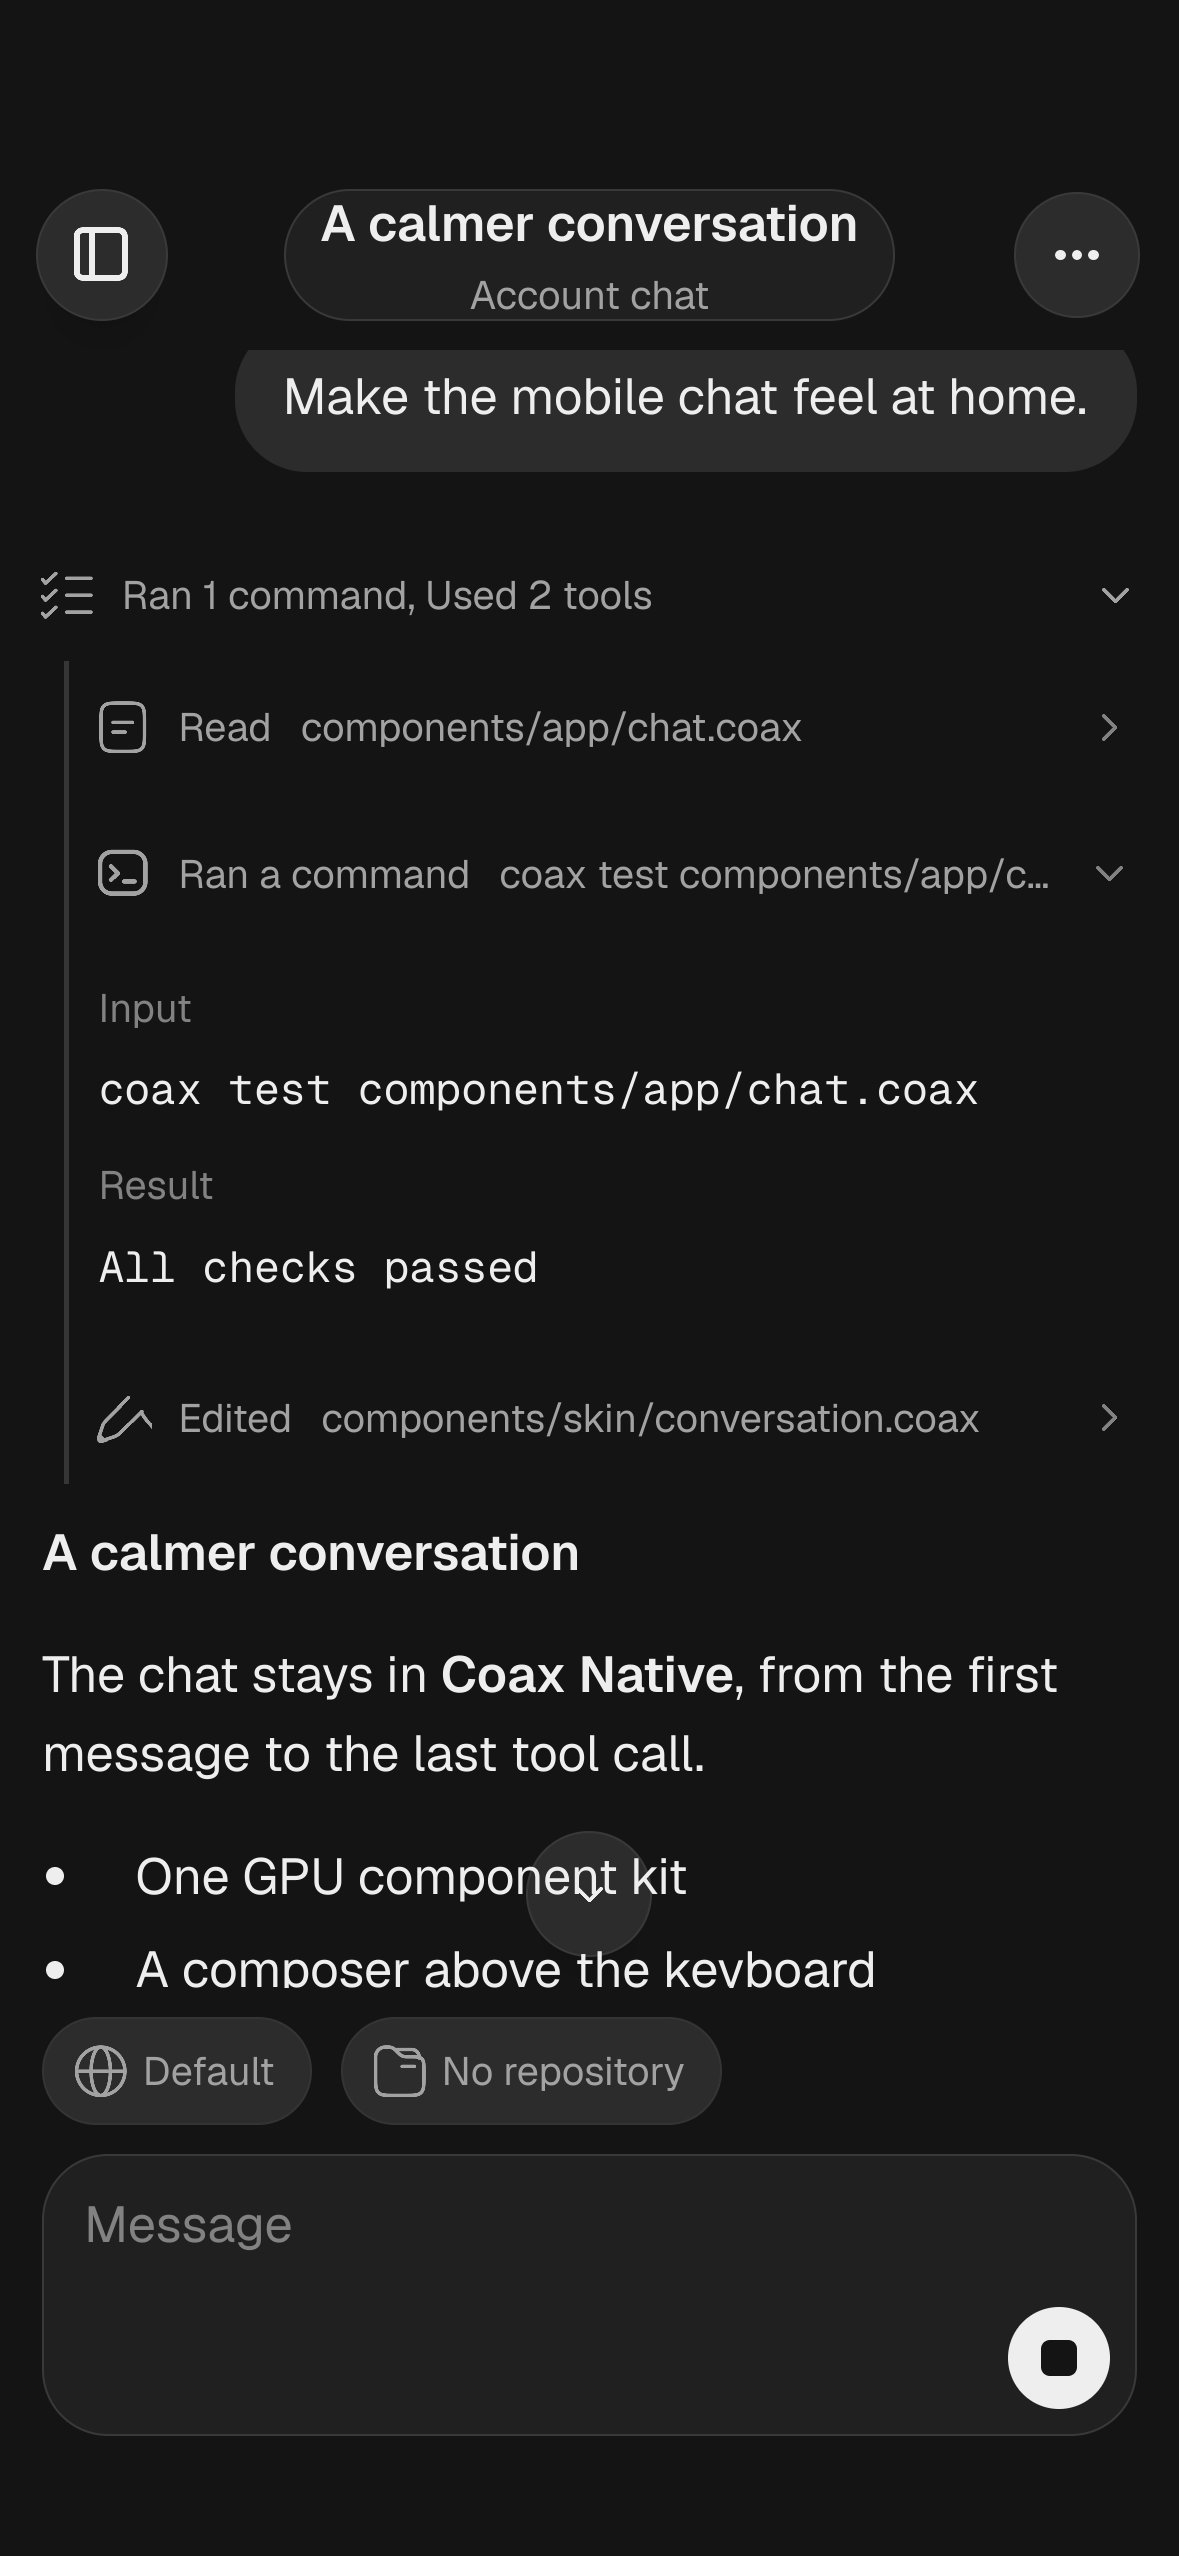 A calmer conversation
Account chat
Make the mobile chat feel at home.
Ran 1 command, Used 2 tools
Read components/app/chat.coax
Ran a command coax test components/app/c...
Input
coax test components/app/chat.coax
Result
All checks passed
Edited components/skin/conversation.coax
A calmer conversation
The chat stays in Coax Native, from the first
message to the last tool call.
One GPU component kit
A composer above the keyboard
Default
No repository
Message